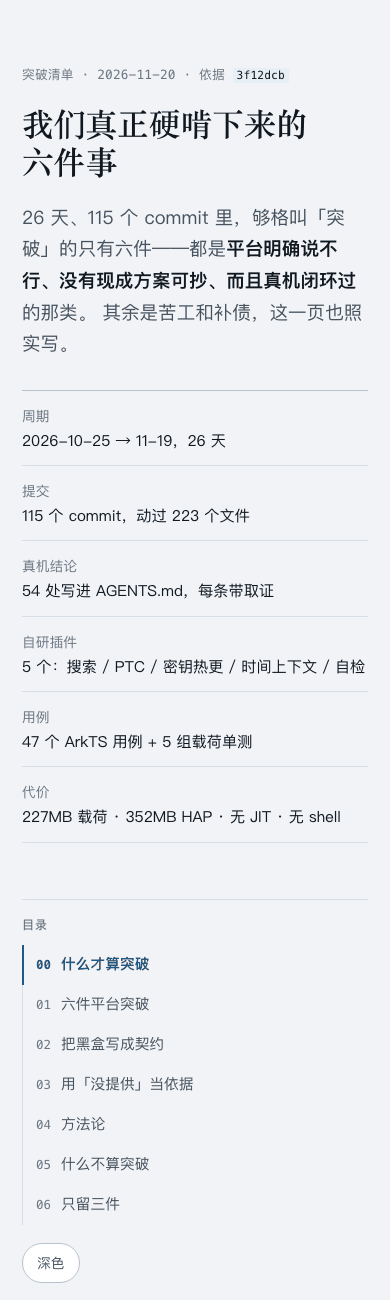 突破清单 · 2026-11-20 · 依据 3f12dcb
我们真正硬啃下来的
六件事
26 天、115 个 commit 里，够格叫「突
破」的只有六件——都是平台明确说不
行、没有现成方案可抄、而且真机闭环过
的那类。 其余是苦工和补债，这一页也照
实写。
周期
2026-10-25 → 11-19，26 天
提交
115 个 commit，动过 223 个文件
真机结论
54 处写进 AGENTS.md，每条带取证
自研插件
5 个：搜索 / PTC / 密钥热更 / 时间上下文 / 自检
用例
47 个 ArkTS 用例 + 5 组载荷单测
代价
227MB 载荷 · 352MB HAP · 无 JIT · 无 shell
目录
00 什么才算突破
01 六件平台突破
02 把黑盒写成契约
03 用「没提供」当依据
04 方法论
05 什么不算突破
06 只留三件
深色